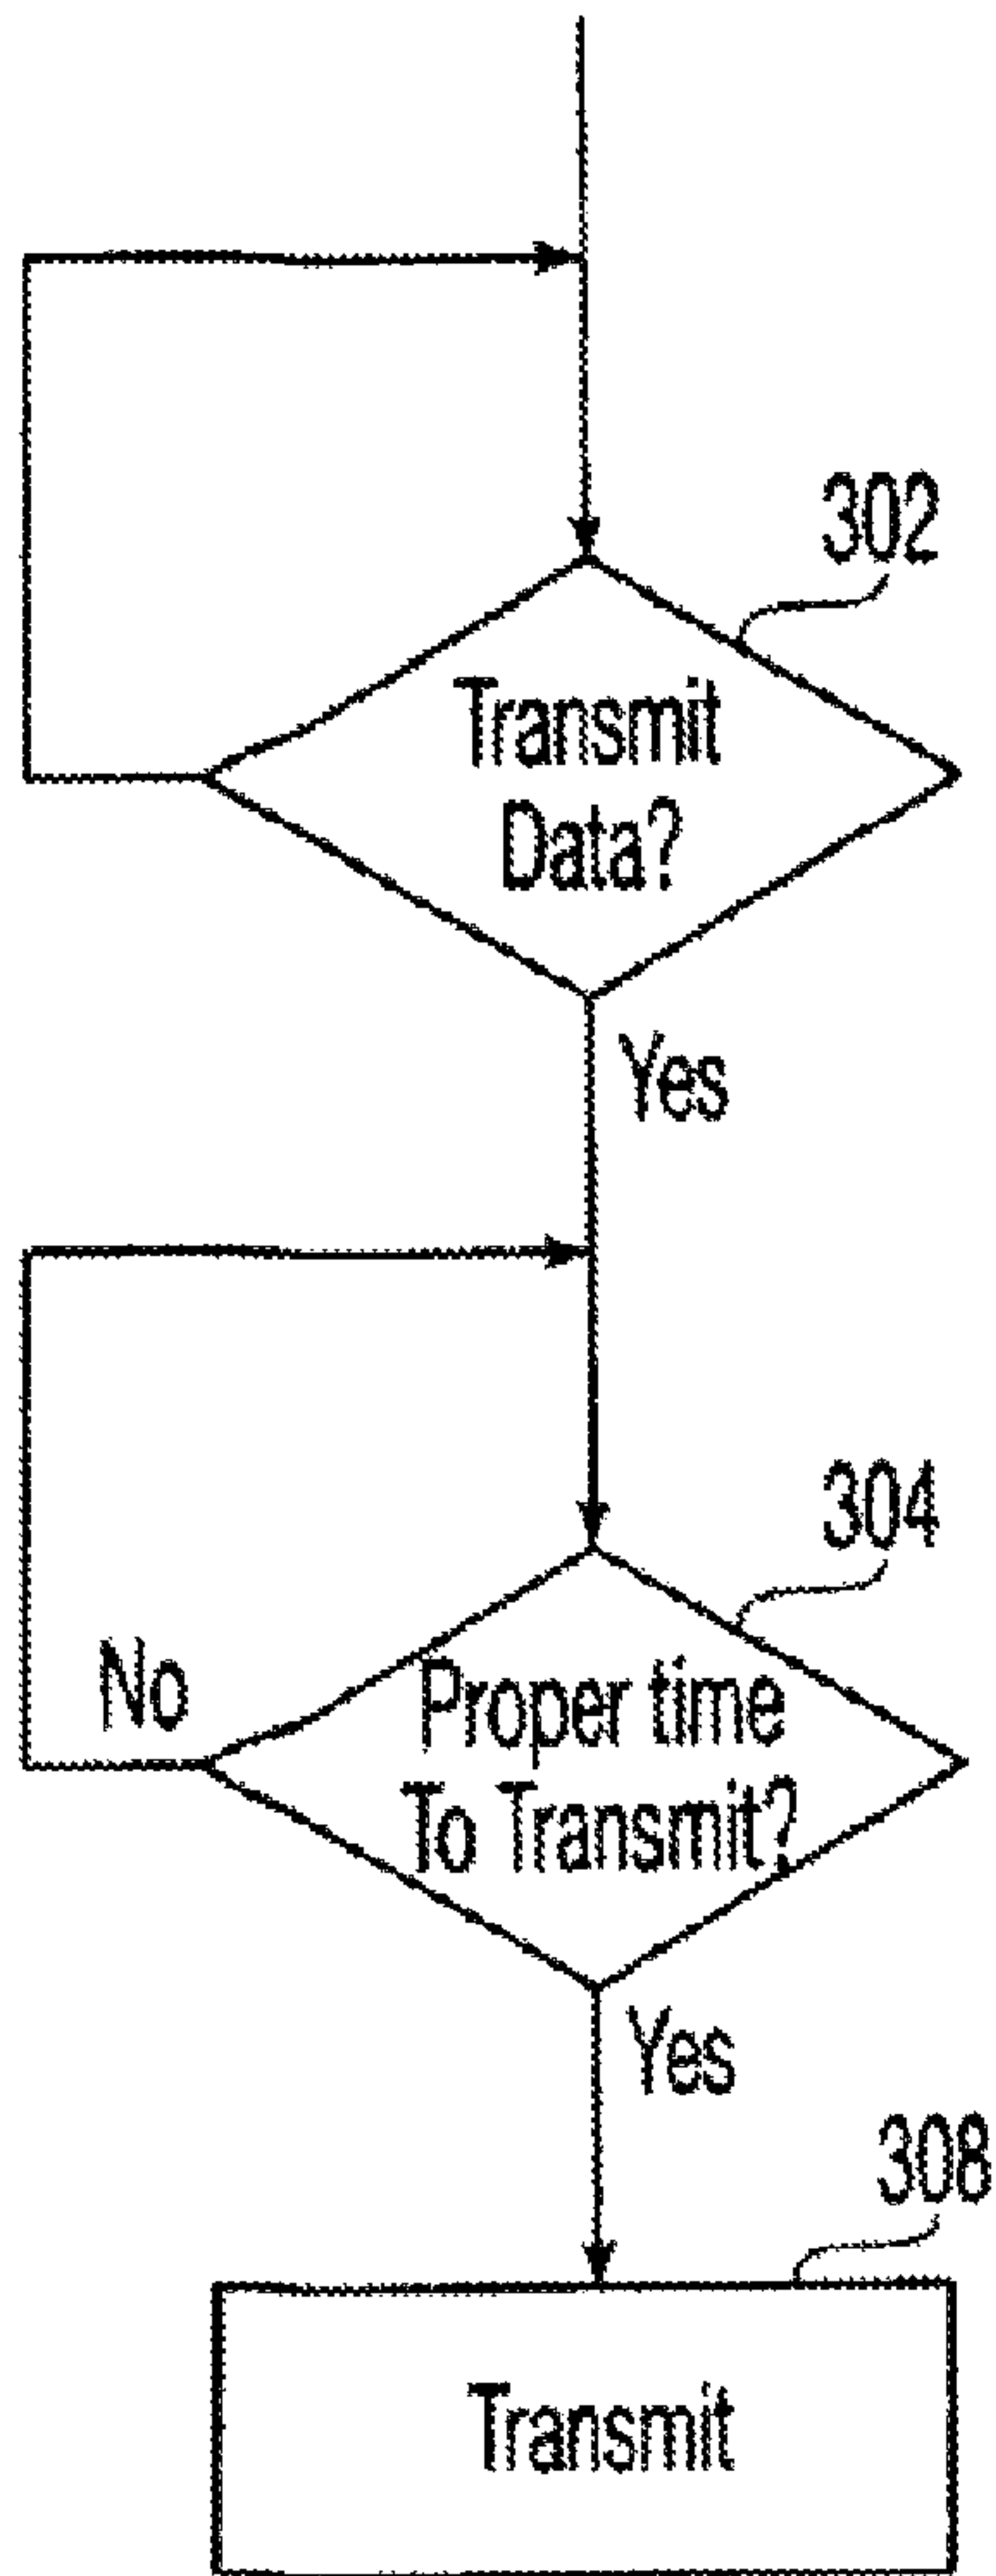 302
Transmit
Data?
Yes
304
No
Proper time
To Transmit?
Yes
308
Transmit